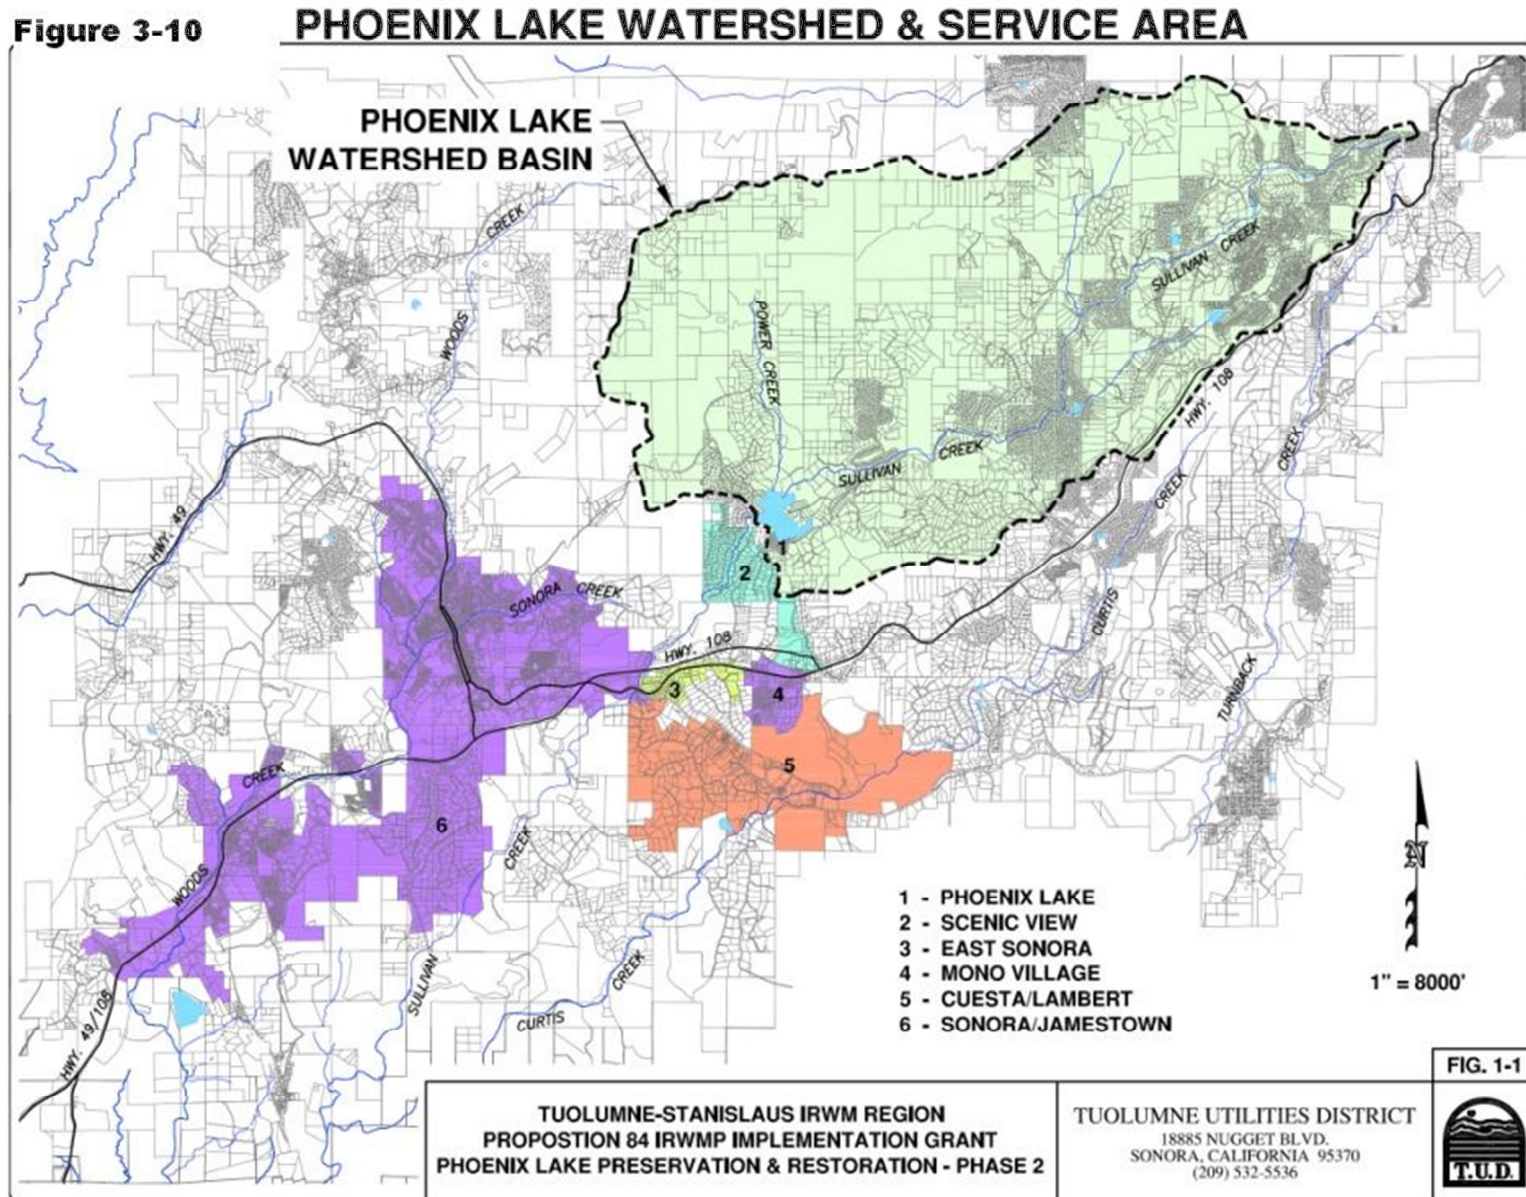 Figure 3-10
PHOENIX LAKE WATERSHED & SERVICE AREA
PHOENIX LAKE
WATERSHED BASIN
CREEK
WOODS
POWER CREEK
SULLIVAN CREEK
HWY. 108
CREEK
SULLIVAN CREEK
CREEK
HWY. 49
1
2
SONORA CREEK
CURTIS
HWY. 108
3
4
TURNBACK
5
CREEK
6
CREEK
WOODS
SULLIVAN
CREEK
CURTIS
HWY. 49/108
1 - PHOENIX LAKE
2 - SCENIC VIEW
3 - EAST SONORA
4 - MONO VILLAGE
5 - CUESTA/LAMBERT
6 - SONORA/JAMESTOWN
N
1" = 8000'
FIG. 1-1
TUOLUMNE-STANISLAUS IRWM REGION
PROPOSTION 84 IRWMP IMPLEMENTATION GRANT
PHOENIX LAKE PRESERVATION & RESTORATION - PHASE 2
TUOLUMNE UTILITIES DISTRICT
18885 NUGGET BLVD.
SONORA, CALIFORNIA 95370
(209) 532-5536
T.U.D.